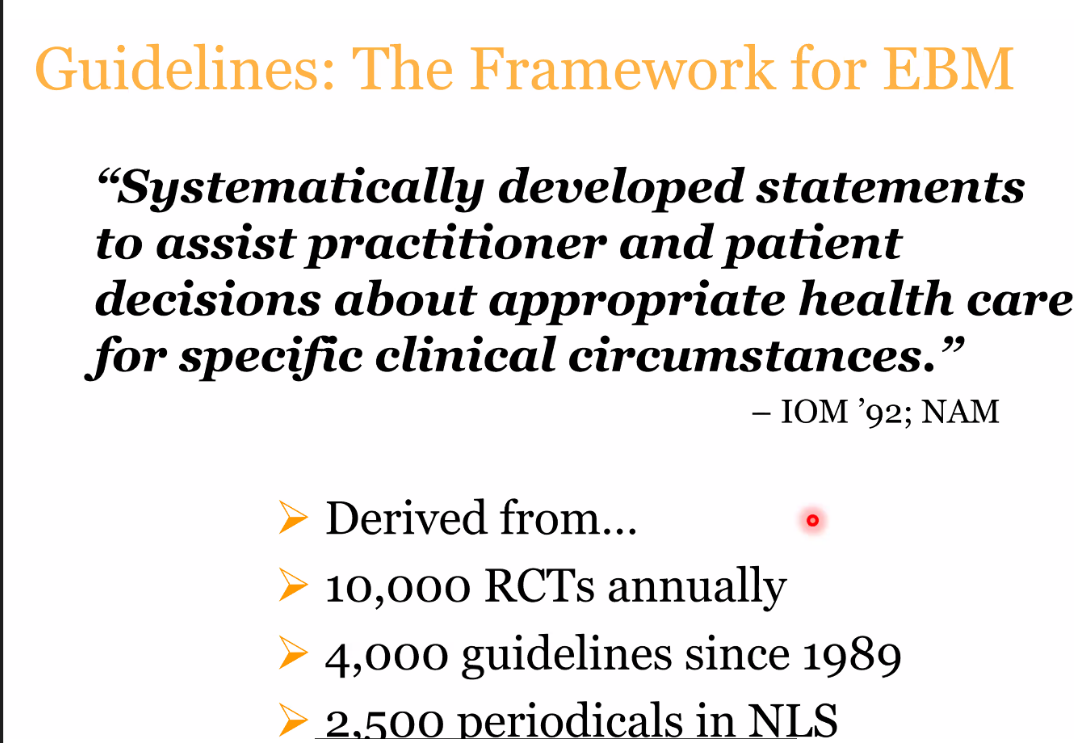 Guidelines: The Framework for EBM
“Systematically developed statements
to assist practitioner and patient
decisions about appropriate health care
for specific clinical circumstances.”
– IOM ’92; NAM
Derived from...
10,000 RCTs annually
4,000 guidelines since 1989
2,500 periodicals in NLS